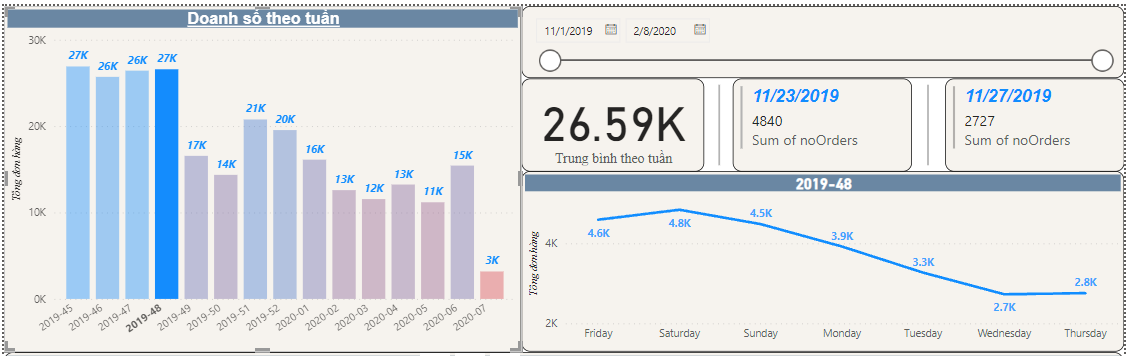 Doanh số theo tuần
30K
20K
10K
0K
Tổng đơn hàng
27K
26K
26K
27K
17K
14K
21K
20K
16K
13K
12K
13K
11K
15K
3K
2019-45
2019-46
2019-47
2019-48
2019-49
2019-50
2019-51
2019-52
2020-01
2020-02
2020-03
2020-04
2020-05
2020-06
2020-07
11/1/2019
2/8/2020
26.59K
Trung bình theo tuần
11/23/2019
4840
Sum of noOrders
11/27/2019
2727
Sum of noOrders
2019-48
4K
2K
Tổng đơn hàng
4.6K
4.8K
4.5K
3.9K
3.3K
2.7K
2.8K
Friday
Saturday
Sunday
Monday
Tuesday
Wednesday
Thursday